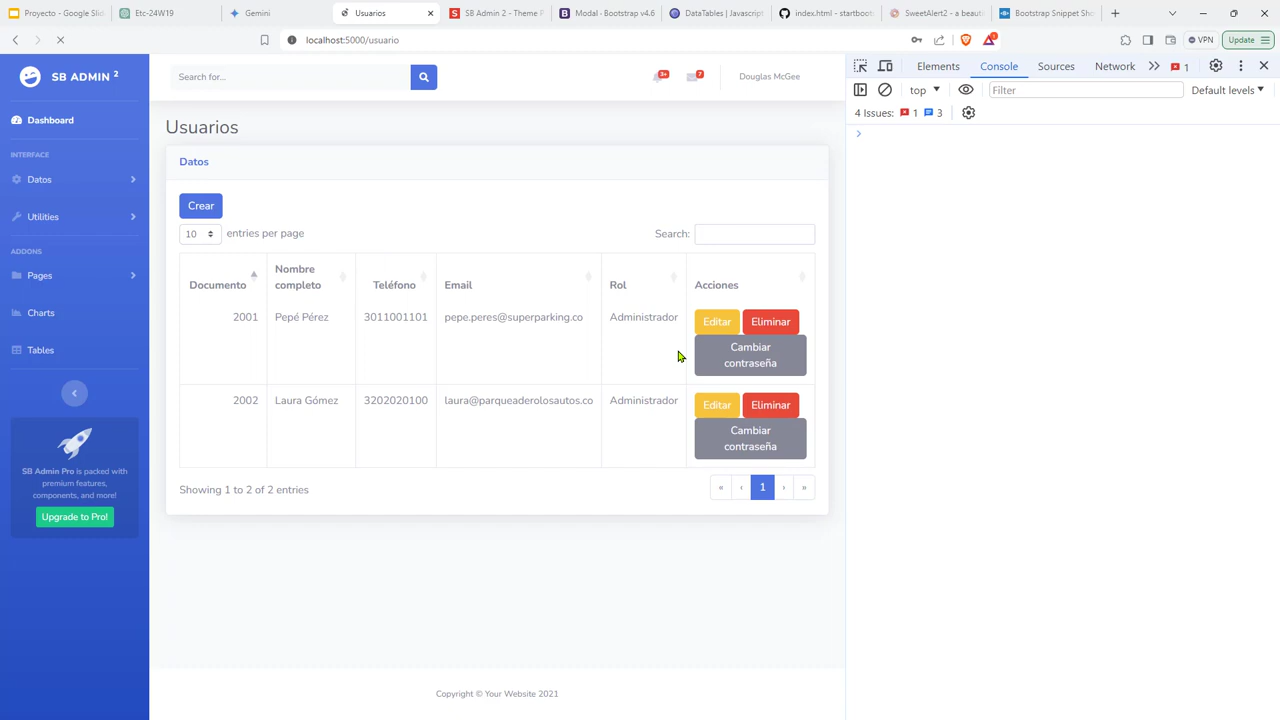 Proyecto - Google Slid
Etc-24W19
Gemini
Usuarios
SB Admin 2 - Theme P
Modal · Bootstrap v4.6
DataTables | Javascript
index.html - startboots
SweetAlert2 - a beauti
Bootstrap Snippet Sho
localhost:5000/usuario
VPN
Update
SB ADMIN 2
Search for...
3+
7
Douglas McGee
Elements
Console
Sources
Network
1
top
Filter
Default levels
4 Issues:
1
3
Dashboard
INTERFACE
Datos
Utilities
ADDONS
Pages
Charts
Tables
SB Admin Pro is packed with
premium features,
components, and more!
Upgrade to Pro!
Usuarios
Datos
Crear
10
entries per page
Search:
Documento
Nombre
completo
Teléfono
Email
Rol
Acciones
2001
Pepé Pérez
3011001101
pepe.peres@superparking.co
Administrador
Editar
Eliminar
Cambiar
contraseña
2002
Laura Gómez
3202020100
laura@parqueaderolosautos.co
Administrador
Editar
Eliminar
Cambiar
contraseña
Showing 1 to 2 of 2 entries
« ‹ 1 › »
Copyright © Your Website 2021